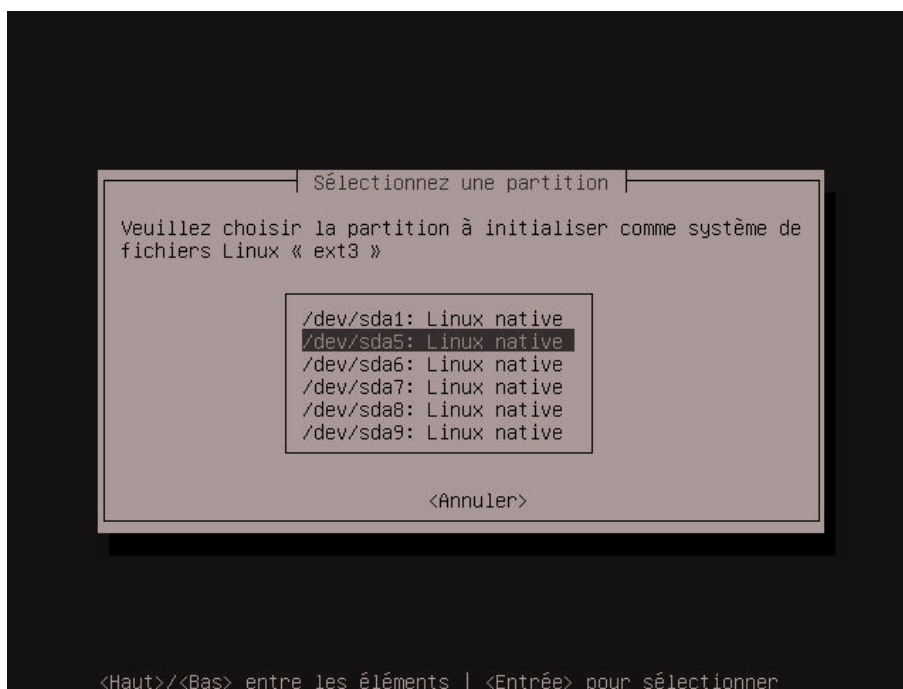 Sélectionnez une partition
Veuillez choisir la partition à initialiser comme système de
fichiers Linux « ext3 »
/dev/sda1: Linux native
/dev/sda5: Linux native
/dev/sda6: Linux native
/dev/sda7: Linux native
/dev/sda8: Linux native
/dev/sda9: Linux native
<Annuler>
<Haut>/<Bas> entre les éléments | <Entrée> pour sélectionner